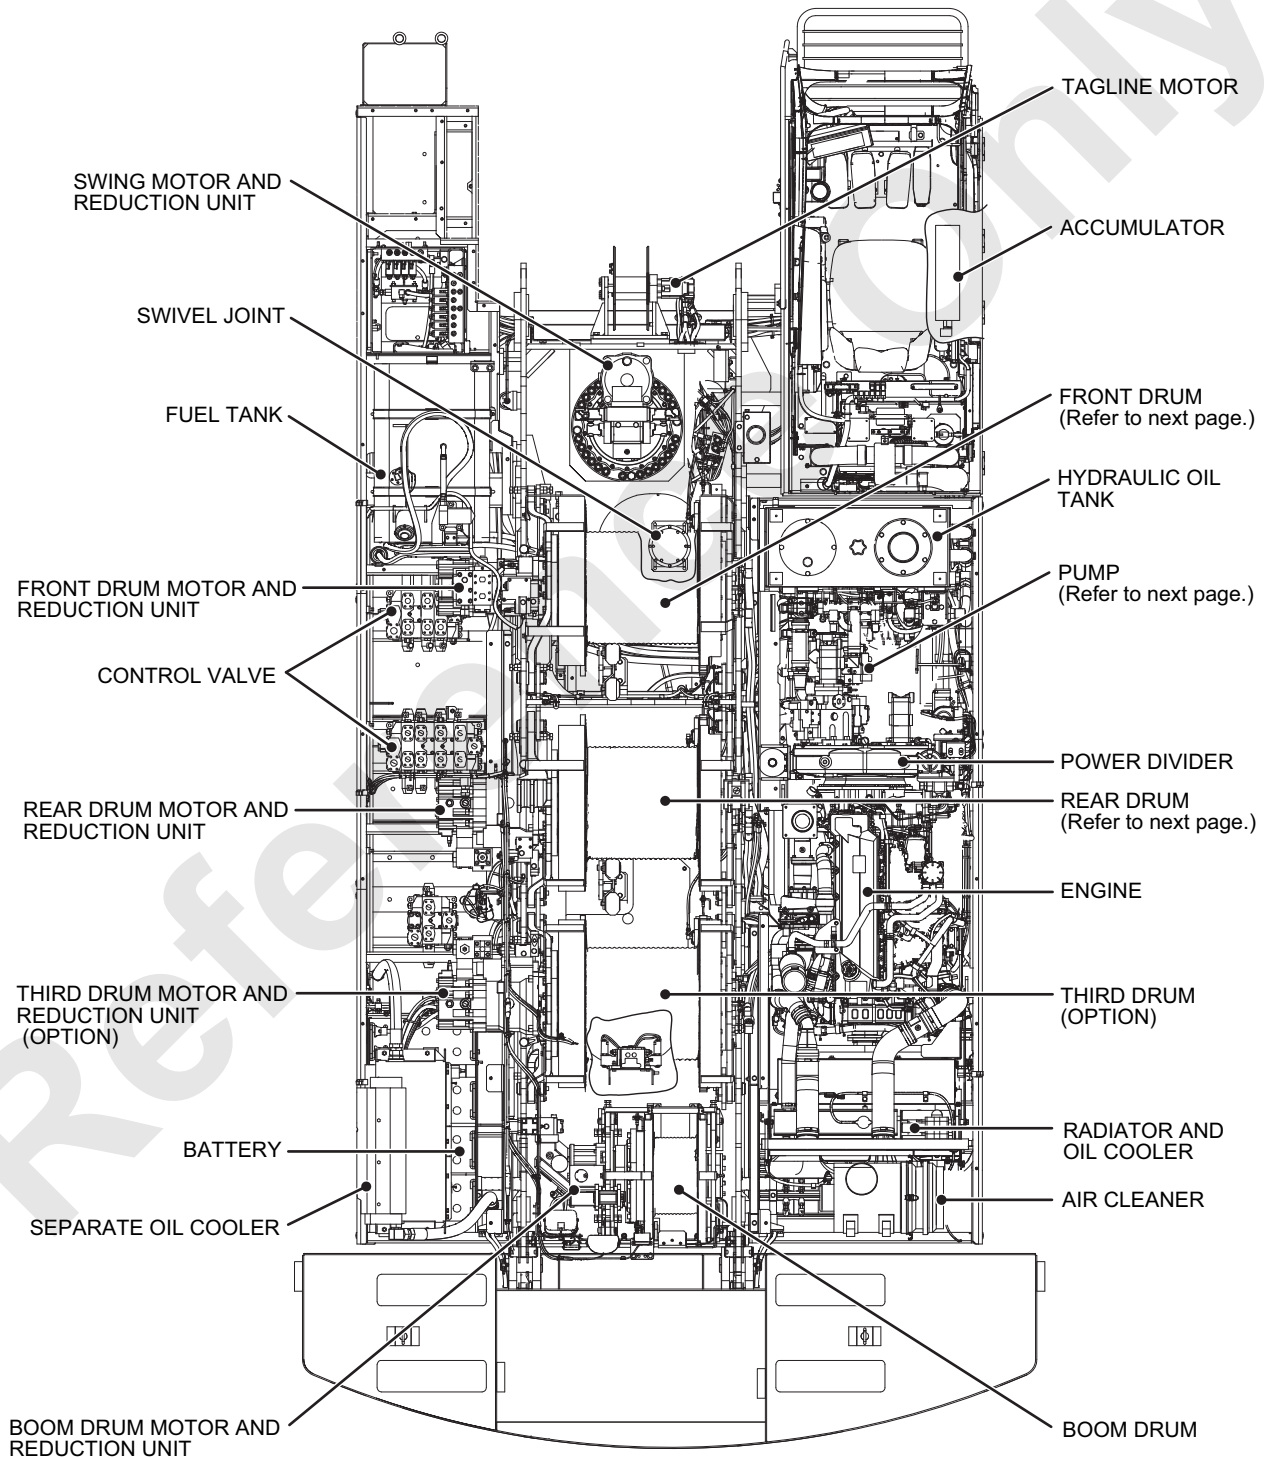 TAGLINE MOTOR
SWING MOTOR AND
REDUCTION UNIT
ACCUMULATOR
SWIVEL JOINT
FUEL TANK
FRONT DRUM
(Refer to next page.)
HYDRAULIC OIL
TANK
FRONT DRUM MOTOR AND
REDUCTION UNIT
PUMP
(Refer to next page.)
CONTROL VALVE
POWER DIVIDER
REAR DRUM MOTOR AND
REDUCTION UNIT
REAR DRUM
(Refer to next page.)
ENGINE
THIRD DRUM MOTOR AND
REDUCTION UNIT
(OPTION)
THIRD DRUM
(OPTION)
BATTERY
RADIATOR AND
OIL COOLER
SEPARATE OIL COOLER
AIR CLEANER
BOOM DRUM MOTOR AND
REDUCTION UNIT
BOOM DRUM
Reference Only